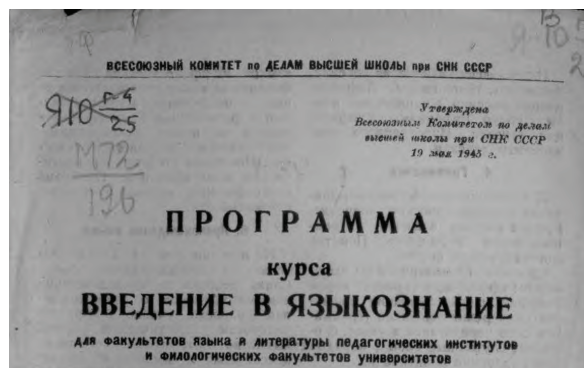 ВСЕСОЮЗНЫЙ КОМИТЕТ по ДЕЛАМ ВЫСШЕЙ ШКОЛЫ при СНК СССР
Утверждена
Всесоюзным Комитетом по делам
высшей школы при СНК СССР
19 мая 1945 г.
М72
196
ПРОГРАММА
курса
ВВЕДЕНИЕ В ЯЗЫКОЗНАНИЕ
для факультетов языка и литературы педагогических институтов
и филологических факультетов университетов